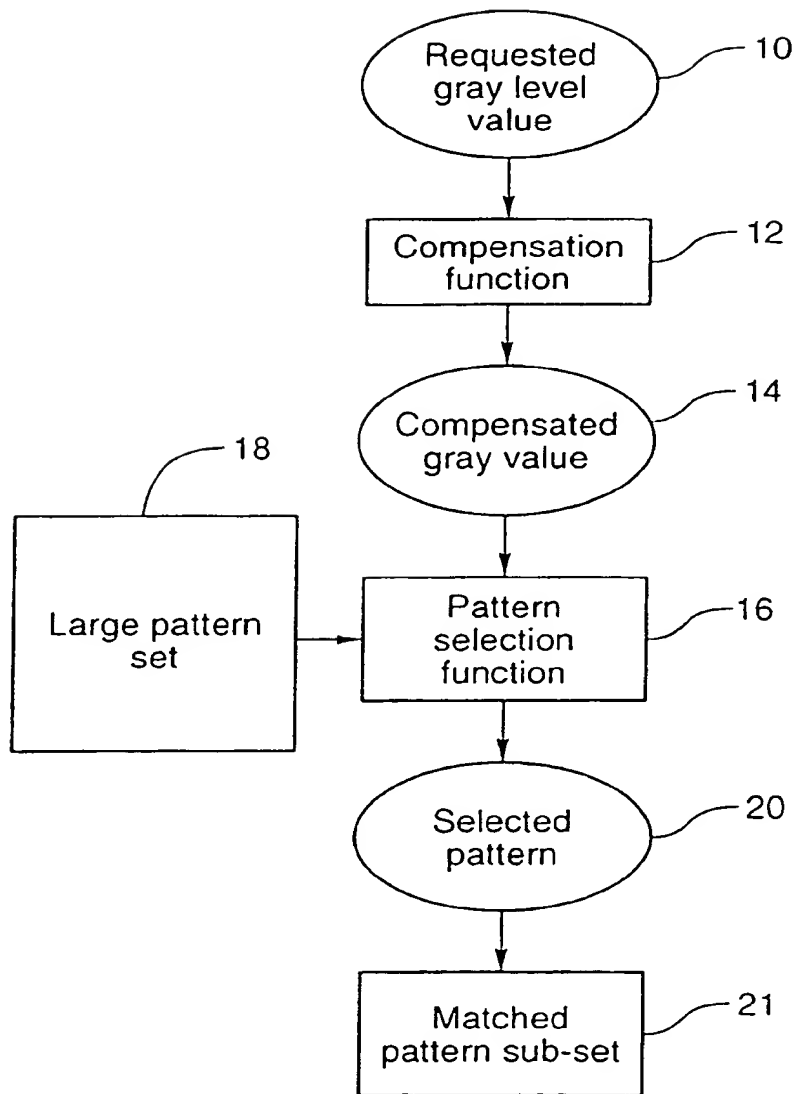 Requested
gray level
value
10
Compensation
function
12
Compensated
gray value
14
18
Large pattern
set
Pattern
selection
function
16
Selected
pattern
20
Matched
pattern sub-set
21